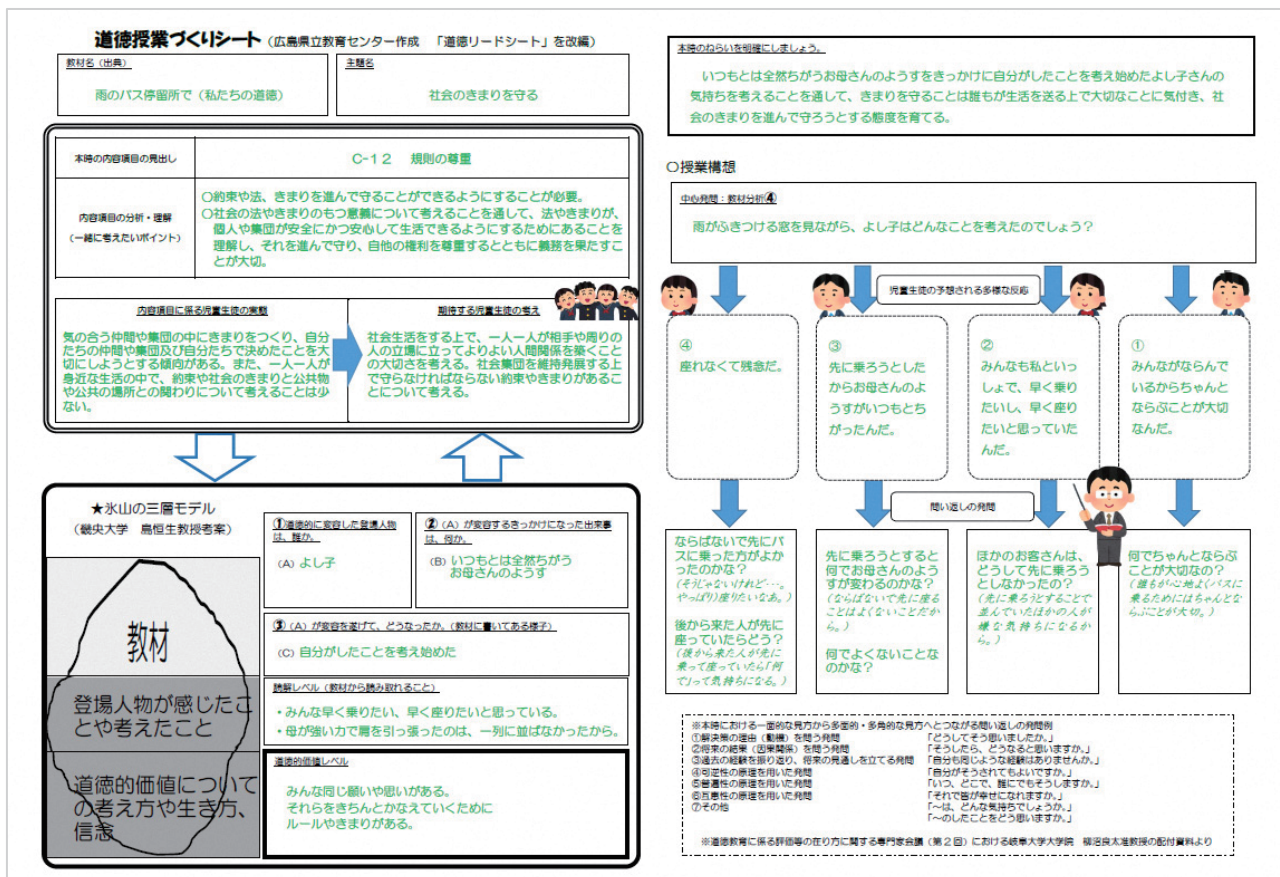 道徳授業づくりシート（広島県立教育センター作成　「道徳リードシート」を改編）
教材名（出典）
雨のバス停留所で（私たちの道徳）
主題名
社会のきまりを守る
本時の内容項目の見出し
C-12　規則の尊重
内容項目の分析・理解
（一緒に考えたいポイント）
○約束や法、きまりを進んで守ることができるようにすることが必要。
○社会の法やきまりのもつ意義について考えることを通して、法やきまりが、
個人や集団が安全にかつ安心して生活できるようにするためにあることを
理解し、それを進んで守り、自他の権利を尊重するとともに義務を果たすこ
とが大切。
内容項目に係る児童生徒の実態
気の合う仲間や集団の中にきまりをつくり、自分
たちの仲間や集団及び自分たちで決めたことを大
切にしようとする傾向がある。また、一人一人が
身近な生活の中で、約束や社会のきまりと公共物
や公共の場所との関わりについて考えることは少
ない。
期待する児童生徒の考え
社会生活をする上で、一人一人が相手や周りの
人の立場に立ってよりよい人間関係を築くこと
の大切さを考える。社会集団を維持発展する上
で守らなければならない約束やきまりがあるこ
とについて考える。
★氷山の三層モデル
（畿央大学　島恒生教授考案）
教材
登場人物が感じたこ
とや考えたこと
道徳的価値について
の考え方や生き方、
信念
①道徳的に変容した登場人物
は、誰か。
（A）よし子
②（A）が変容するきっかけになった出来事
は、何か。
（B）いつもとは全然ちがう
お母さんのようす
③（A）が変容を遂げて、どうなったか。（教材に書いてある様子）
（C）自分がしたことを考え始めた
読解レベル（教材から読み取れること）
・みんな早く乗りたい、早く座りたいと思っている。
・母が強い力で肩を引っ張ったのは、一列に並ばなかったから。
道徳的価値レベル
みんな同じ願いや思いがある。
それらをきちんとかなえていくために
ルールやきまりがある。
本時のねらいを明確にしましょう。
いつもとは全然ちがうお母さんのようすをきっかけに自分がしたことを考え始めたよし子さんの
気持ちを考えることを通して、きまりを守ることは誰もが生活を送る上で大切なことに気付き、社
会のきまりを進んで守ろうとする態度を育てる。
○授業構想
中心発問：教材分析④
雨がふきつける窓を見ながら、よし子はどんなことを考えたのでしょう？
児童生徒の予想される多様な反応
④
座れなくて残念だ。
③
先に乗ろうとした
からお母さんのよ
うすがいつもとち
がったんだ。
②
みんなも私といっ
しょで、早く乗り
たいし、早く座り
たいと思っていた
んだ。
①
みんながならんで
いるからちゃんと
ならぶことが大切
なんだ。
問い返しの発問
ならばないで先にバ
スに乗った方がよか
ったのかな？
（そうじゃないけれど…。
やっぱり座りたいなあ。）
後から来た人が先に
座っていたらどう？
（後から来た人が先に
乗って座っていたら「何
で」って気持ちになる。）
先に乗ろうとすると
何でお母さんのよう
すが変わるのかな？
（ならばないで先に座る
ことはよくないことだか
ら。）
何でよくないことな
のかな？
ほかのお客さんは、
どうして先に乗ろう
としなかったの？
（先に乗ろうとすることで
並んでいたほかの人が
嫌な気持ちになるか
ら。）
何でちゃんとならぶ
ことが大切なの？
（誰もが心地よくバスに
乗るためにはちゃんとな
らぶことが大切。）
※本時における一面的な見方から多面的・多角的な見方へとつながる問い返しの発問例
①解決策の理由（動機）を問う発問　「どうしてそう思いましたか。」
②将来の結果（因果関係）を問う発問　「そうしたら、どうなると思いますか。」
③過去の経験を振り返り、将来の見通しを立てる発問　「自分も同じような経験はありませんか。」
④可逆性の原理を用いた発問　「自分がそうされてもよいですか。」
⑤普遍性の原理を用いた発問　「いつ、どこで、誰にでもそうしますか。」
⑥互恵性の原理を用いた発問　「それで皆が幸せになれますか。」
⑦その他　「～は、どんな気持ちでしょうか。」
「～のしたことをどう思いますか。」
※道徳教育に係る評価等の在り方に関する専門家会議（第２回）における岐阜大学大学院　柳沼良太准教授の配付資料より